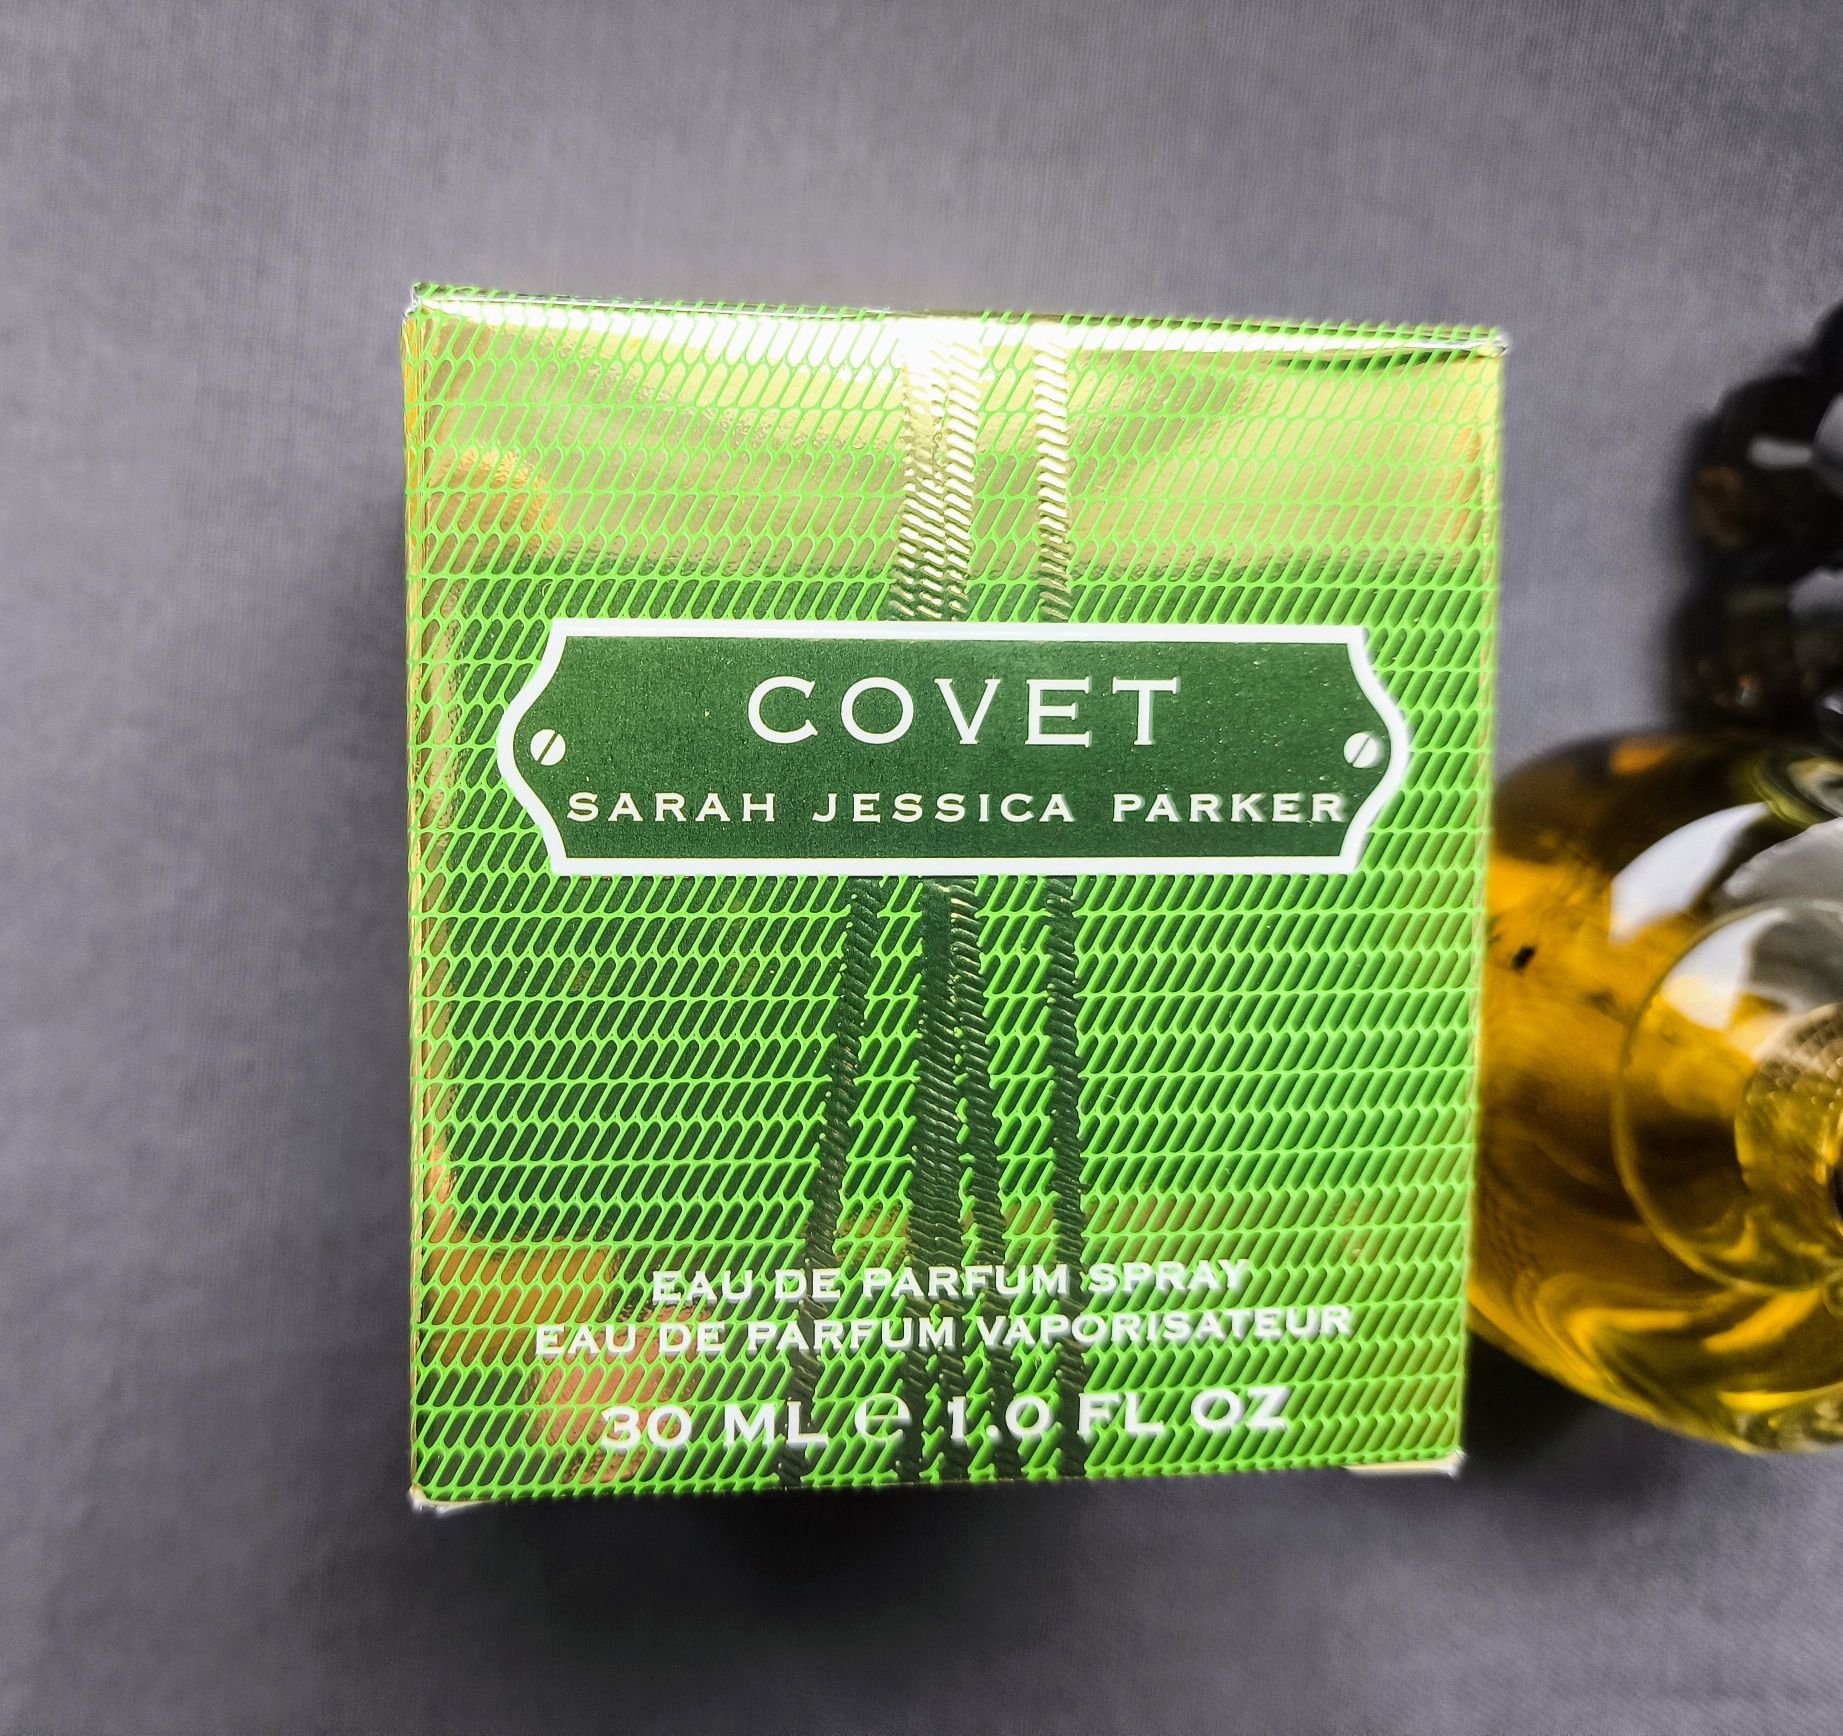 COVET
SARAH JESSICA PARKER
EAU DE PARFUM SPRAY
EAU DE PARFUM VAPORISATEUR
30 ML ℮ 1.0 FL OZ